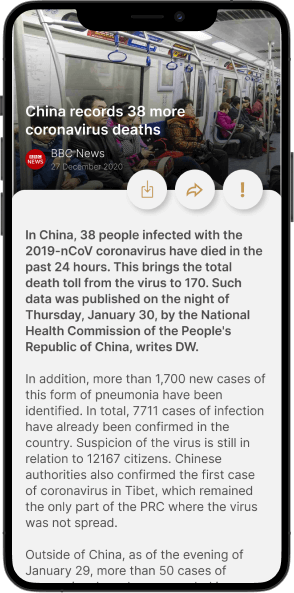 China records 38 more
coronavirus deaths
BBC
NEWS
BBC News
27 December 2020
!
In China, 38 people infected with the
2019-nCoV coronavirus have died in the
past 24 hours. This brings the total
death toll from the virus to 170. Such
data was published on the night of
Thursday, January 30, by the National
Health Commission of the People's
Republic of China, writes DW.
In addition, more than 1,700 new cases of
this form of pneumonia have been
identified. In total, 7711 cases of infection
have already been confirmed in the
country. Suspicion of the virus is still in
relation to 12167 citizens. Chinese
authorities also confirmed the first case
of coronavirus in Tibet, which remained
the only part of the PRC where the virus
was not spread.
Outside of China, as of the evening of
January 29, more than 50 cases of